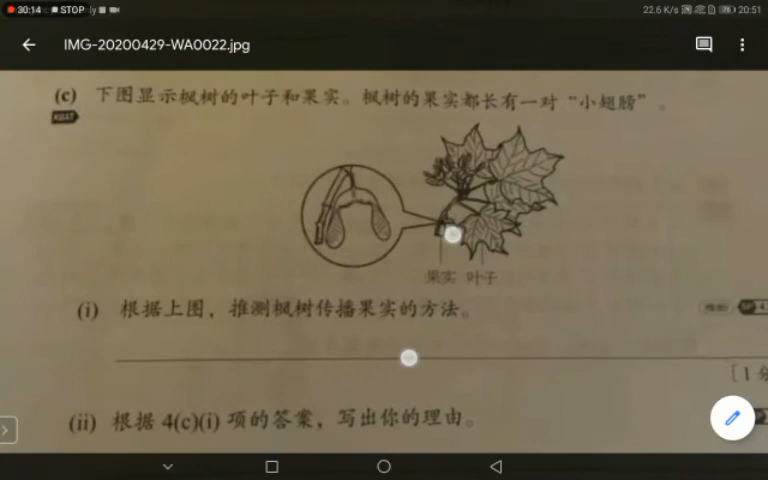 30:14 STOP 22.6 K/s 20:51
IMG-20200429-WA0022.jpg
(c) 下图显示枫树的叶子和果实。枫树的果实都长有一对“小翅膀”。
果实 叶子
(i) 根据上图，推测枫树传播果实的方法。
[1
(ii) 根据 4(c)(i) 项的答案，写出你的理由。